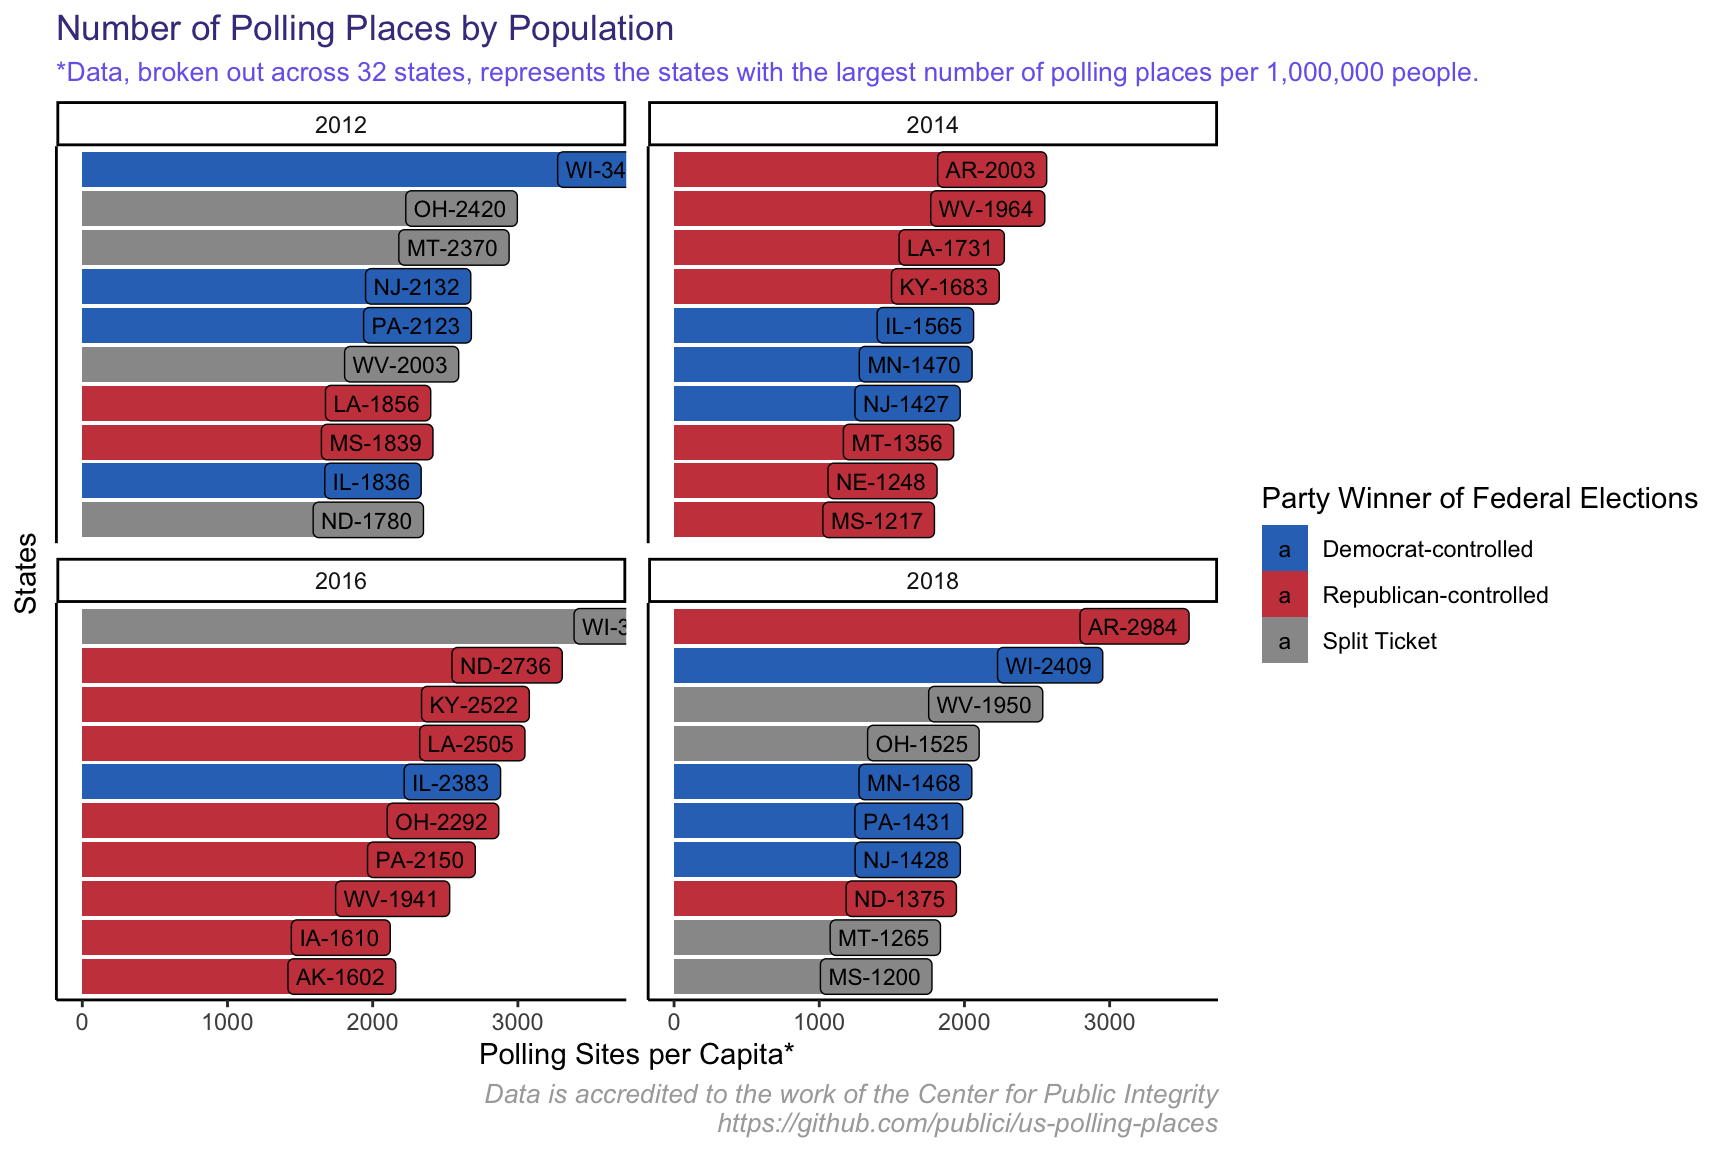 Number of Polling Places by Population
*Data, broken out across 32 states, represents the states with the largest number of polling places per 1,000,000 people.
2012
WI-34
OH-2420
MT-2370
NJ-2132
PA-2123
WV-2003
LA-1856
MS-1839
IL-1836
ND-1780
2014
AR-2003
WV-1964
LA-1731
KY-1683
IL-1565
MN-1470
NJ-1427
MT-1356
NE-1248
MS-1217
States
2016
WI-3
ND-2736
KY-2522
LA-2505
IL-2383
OH-2292
PA-2150
WV-1941
IA-1610
AK-1602
0 1000 2000 3000
2018
AR-2984
WI-2409
WV-1950
OH-1525
MN-1468
PA-1431
NJ-1428
ND-1375
MT-1265
MS-1200
0 1000 2000 3000
Polling Sites per Capita*
Party Winner of Federal Elections
a Democrat-controlled
a Republican-controlled
a Split Ticket
Data is accredited to the work of the Center for Public Integrity
https://github.com/publici/us-polling-places